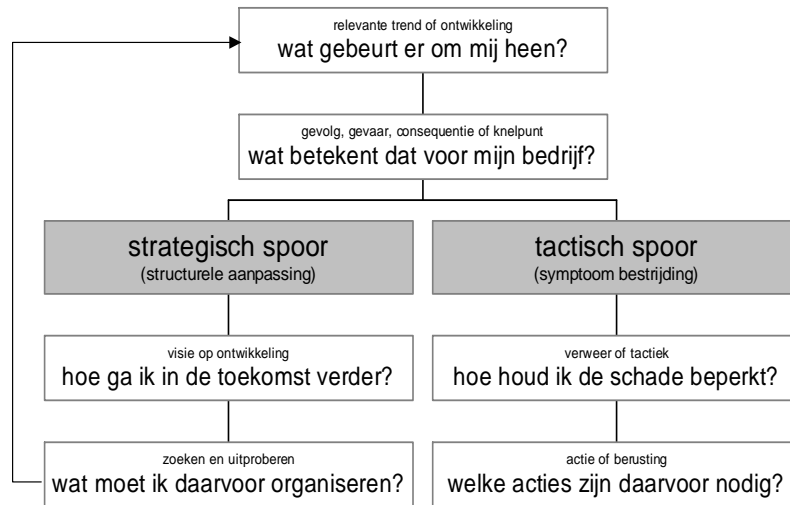 relevante trend of ontwikkeling
wat gebeurt er om mij heen?
gevolg, gevaar, consequentie of knelpunt
wat betekent dat voor mijn bedrijf?
strategisch spoor
(structurele aanpassing)
tactisch spoor
(symptoom bestrijding)
visie op ontwikkeling
hoe ga ik in de toekomst verder?
verweer of tactiek
hoe houd ik de schade beperkt?
zoeken en uitproberen
wat moet ik daarvoor organiseren?
actie of berusting
welke acties zijn daarvoor nodig?